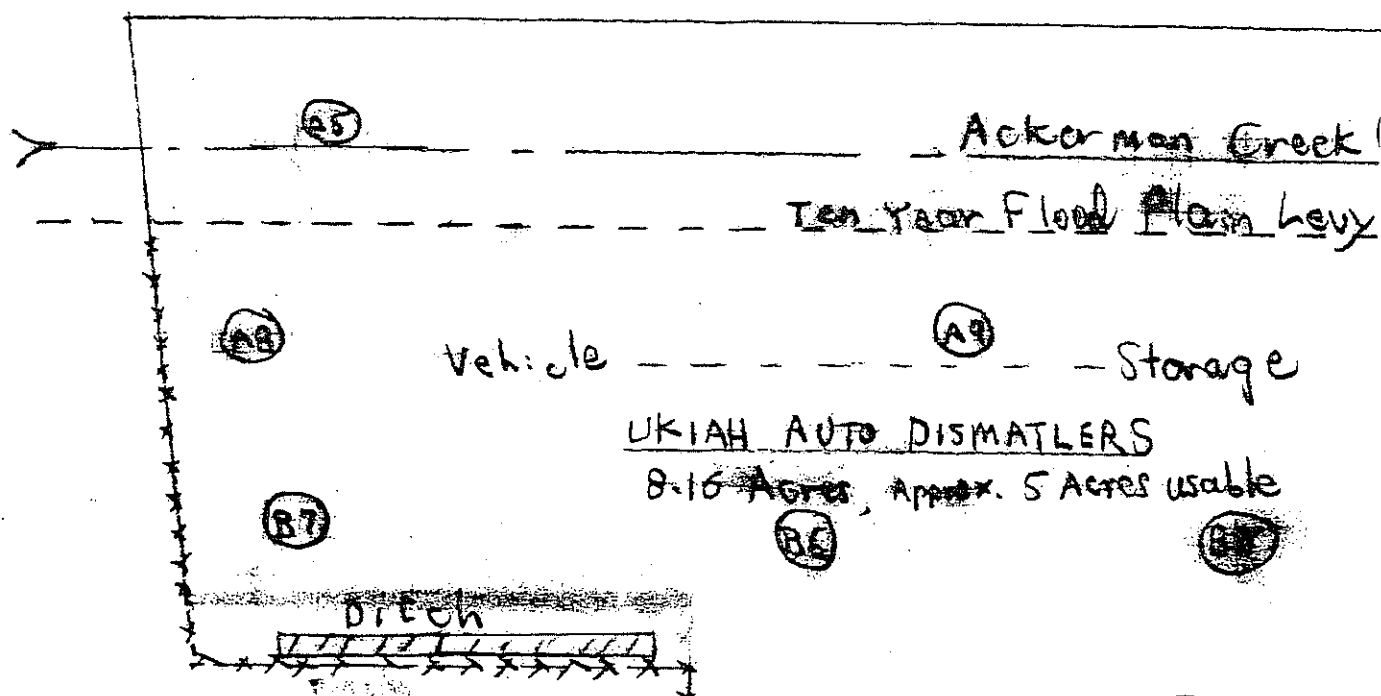 Ackerman Creek
Ten Year Flood Plain Levy
A8
A9
Vehicle Storage
UKIAH AUTO DISMATLERS
8.16 Acres, Approx. 5 Acres usable
B7
B6
Ditch